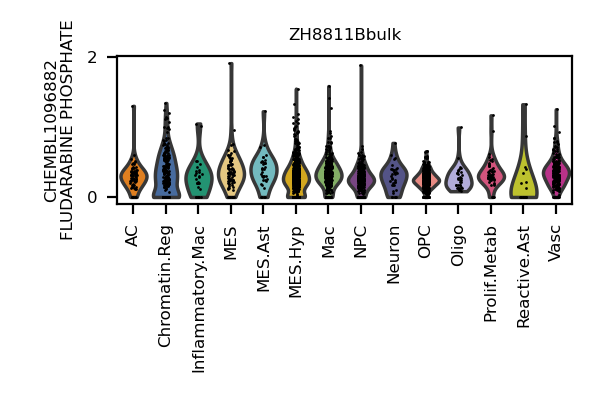 ZH8811Bbulk
CHEMBL1096882
FLUDARABINE PHOSPHATE
2
0
AC
Chromatin.Reg
Inflammatory.Mac
MES
MES.Ast
MES.Hyp
Mac
NPC
Neuron
OPC
Oligo
Prolif.Metab
Reactive.Ast
Vasc